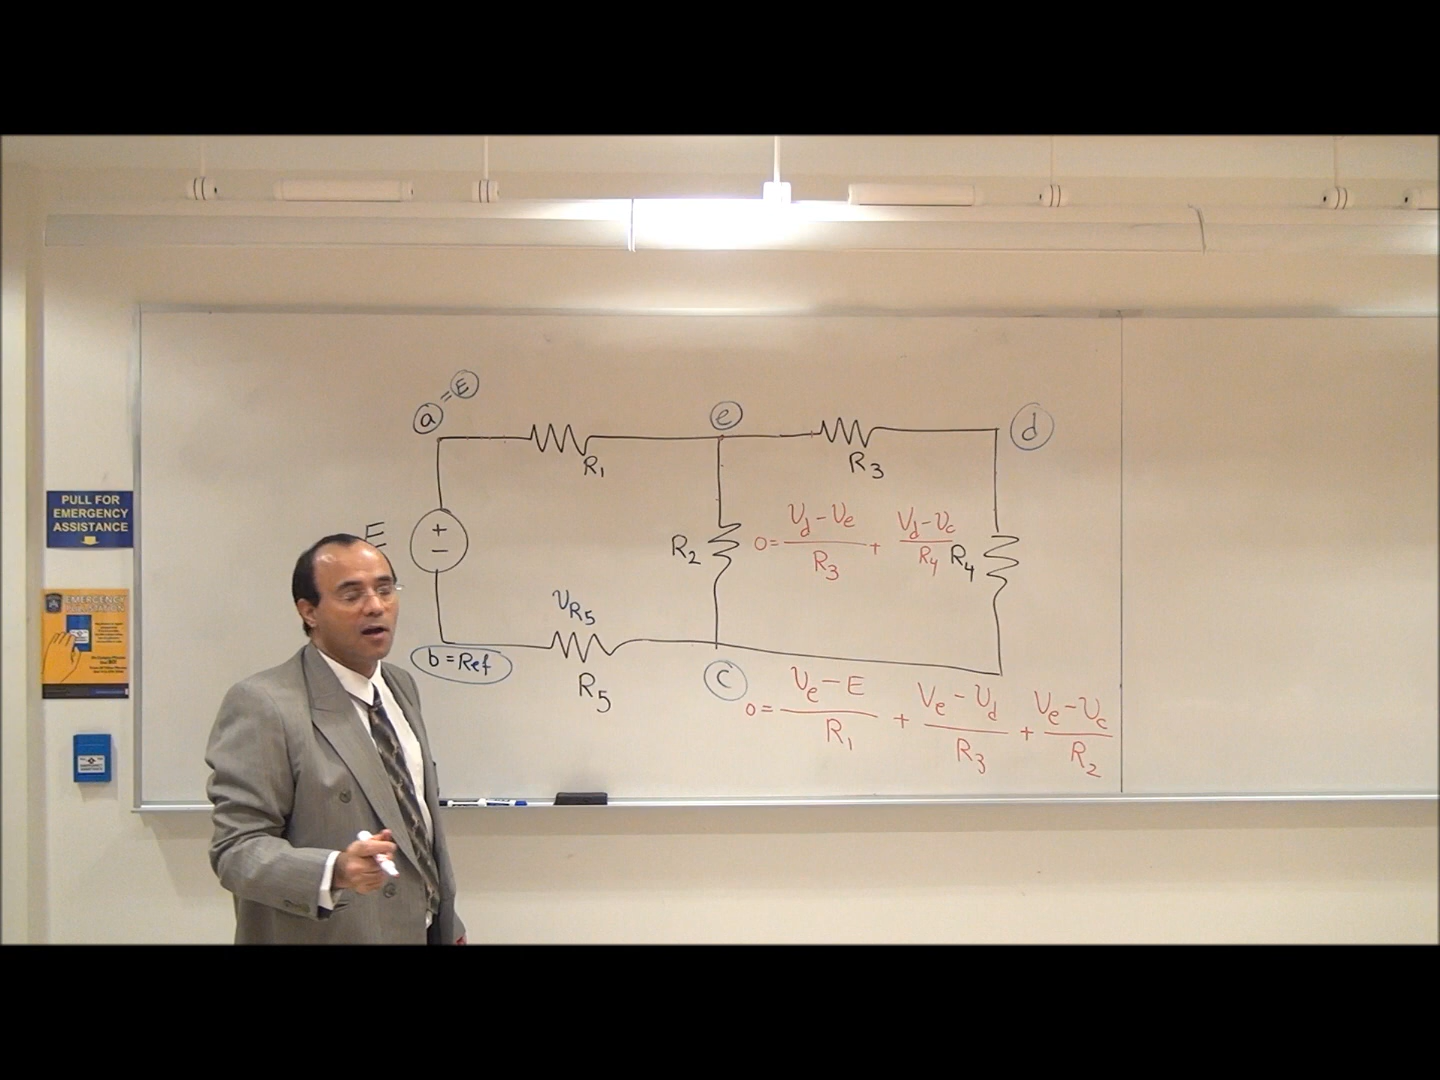 a = E
e
d
R1
R3
E
+
−
R2
0 = (Vd − Ve)/R3 + (Vd − Vc)/R4
R4
VR5
b = Ref
R5
c
0 = (Ve − E)/R1 + (Ve − Vd)/R3 + (Ve − Vc)/R2
PULL FOR
EMERGENCY
ASSISTANCE
EMERGENCY